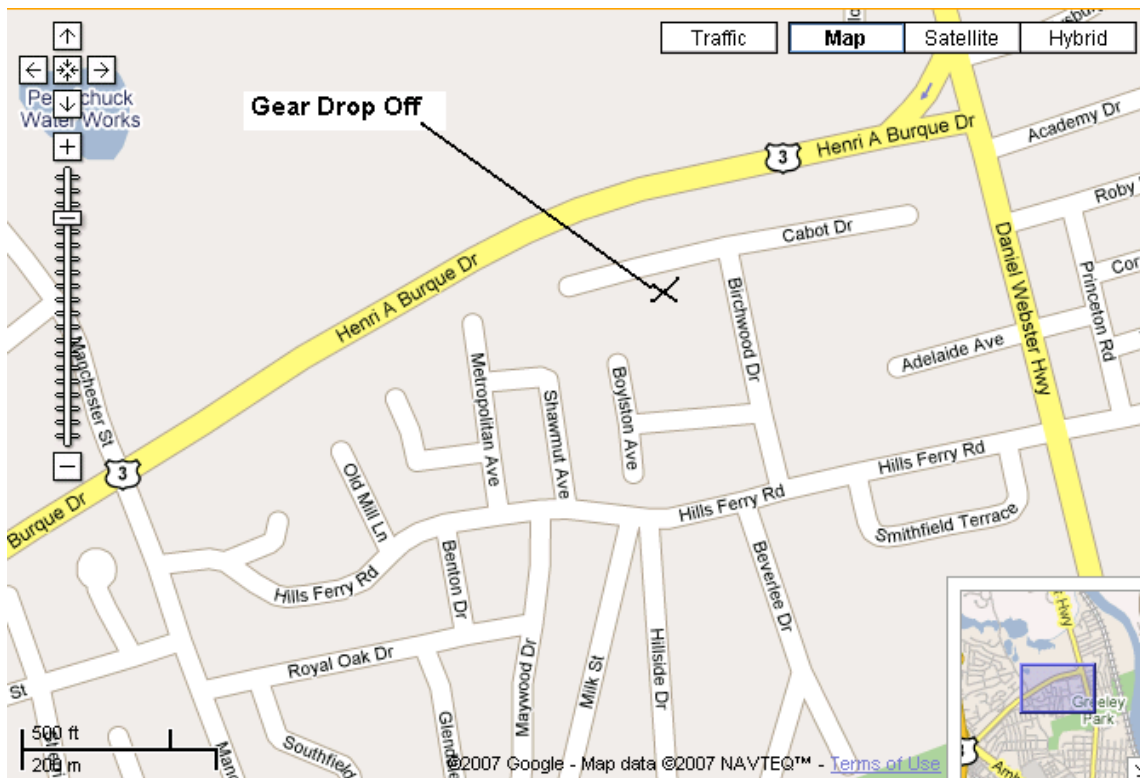 Traffic
Map
Satellite
Hybrid
Water Works
Gear Drop Off
3
Henri A Burque Dr
Academy Dr
Roby
Cabot Dr
Daniel Webster Hwy
Princeton Rd
Henri A Burque Dr
Birchwood Dr
Adelaide Ave
Manchester St
Metropolitan Ave
Shawmut Ave
Boylston Ave
3
Old Mill Ln
Hills Ferry Rd
Hills Ferry Rd
Burque Dr
Smithfield Terrace
Hills Ferry Rd
Benton Dr
Beverlee Dr
Royal Oak Dr
Maywood Dr
Milk St
Hillside Dr
St
Southfield
500 ft
200 m
©2007 Google - Map data ©2007 NAVTEQ™ - Terms of Use
Hwy
Greeley
Park
3